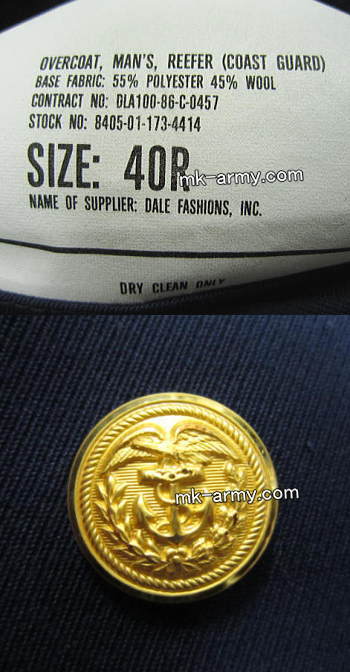 OVERCOAT, MAN'S, REEFER (COAST GUARD)
BASE FABRIC: 55% POLYESTER 45% WOOL
CONTRACT NO: DLA100-86-C-0457
STOCK NO: 8405-01-173-4414
SIZE: 40R
mk-army.com
NAME OF SUPPLIER: DALE FASHIONS, INC.
DRY CLEAN ONLY
mk-army.com